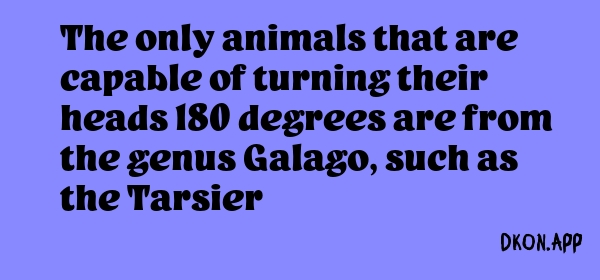 The only animals that are
capable of turning their
heads 180 degrees are from
the genus Galago, such as
the Tarsier
DKON.APP